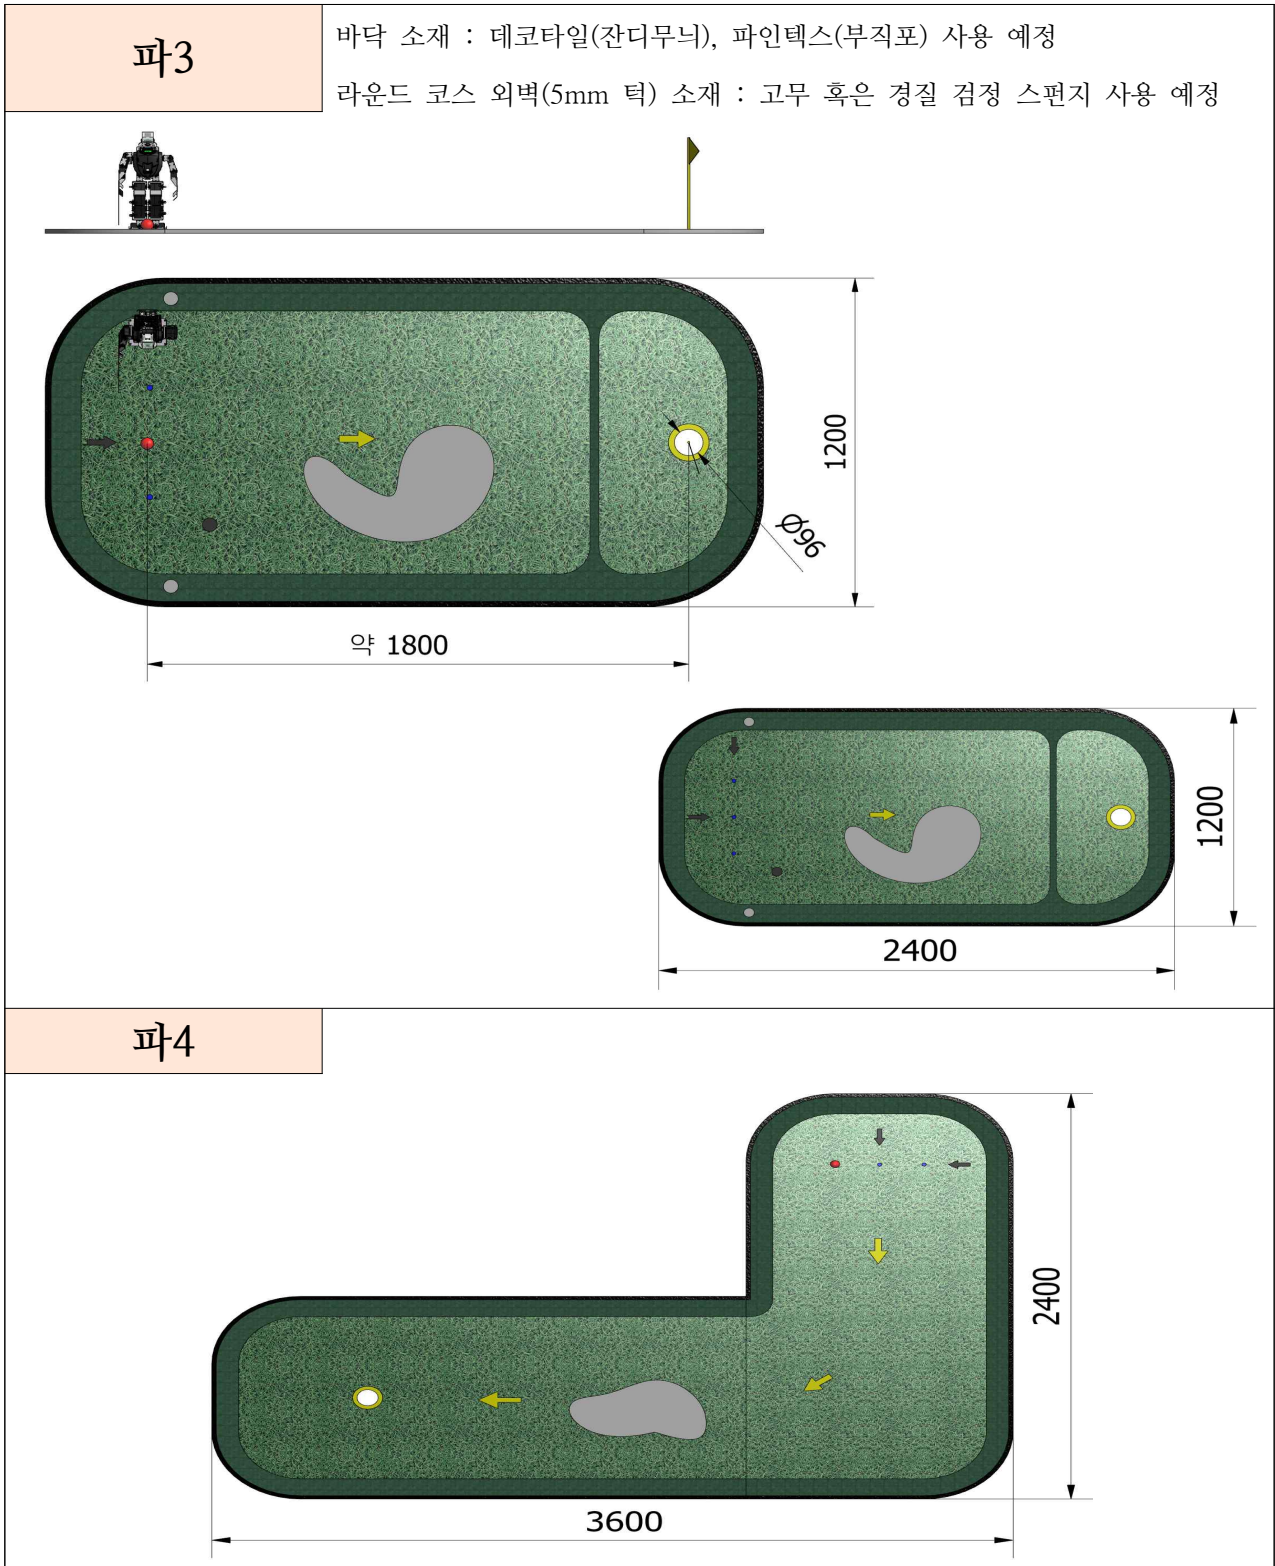 파3
바닥 소재 : 데코타일(잔디무늬), 파인텍스(부직포) 사용 예정
라운드 코스 외벽(5mm 턱) 소재 : 고무 혹은 경질 검정 스펀지 사용 예정
1200
Ø96
약 1800
1200
2400
파4
2400
3600